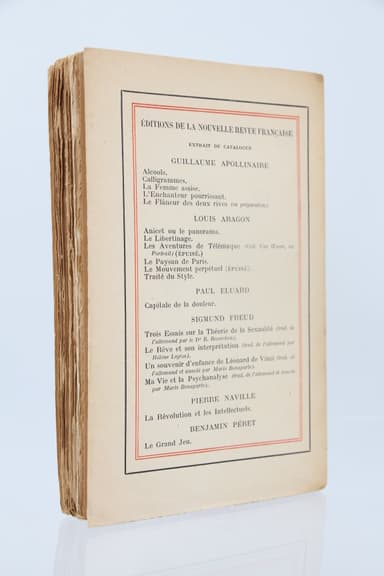 ÉDITIONS DE LA NOUVELLE REVUE FRANÇAISE
EXTRAIT DU CATALOGUE
GUILLAUME APOLLINAIRE
Alcools.
Calligrammes.
La Femme assise.
L'Enchanteur pourrissant.
Le Flâneur des deux rives (en préparation)
LOUIS ARAGON
Anicet ou le panorama.
Le Libertinage.
Les Aventures de Télémaque (Coll. Une Œuvre, un
Portrait) (ÉPUISÉ.)
Le Paysan de Paris.
Le Mouvement perpétuel (ÉPUISÉ).
Traité du Style.
PAUL ELUARD
Capitale de la douleur.
SIGMUND FREUD
Trois Essais sur la Théorie de la Sexualité (trad. de
l'allemand par le Dr B. Reverchon).
Le Rêve et son interprétation (trad. de l'allemand par
Hélène Legros).
Un souvenir d'enfance de Léonard de Vinci (trad. de
l'allemand et annoté par Marie Bonaparte).
Ma Vie et la Psychanalyse (trad. de l'allemand et annotée
par Marie Bonaparte).
PIERRE NAVILLE
La Révolution et les Intellectuels.
BENJAMIN PÉRET
Le Grand Jeu.